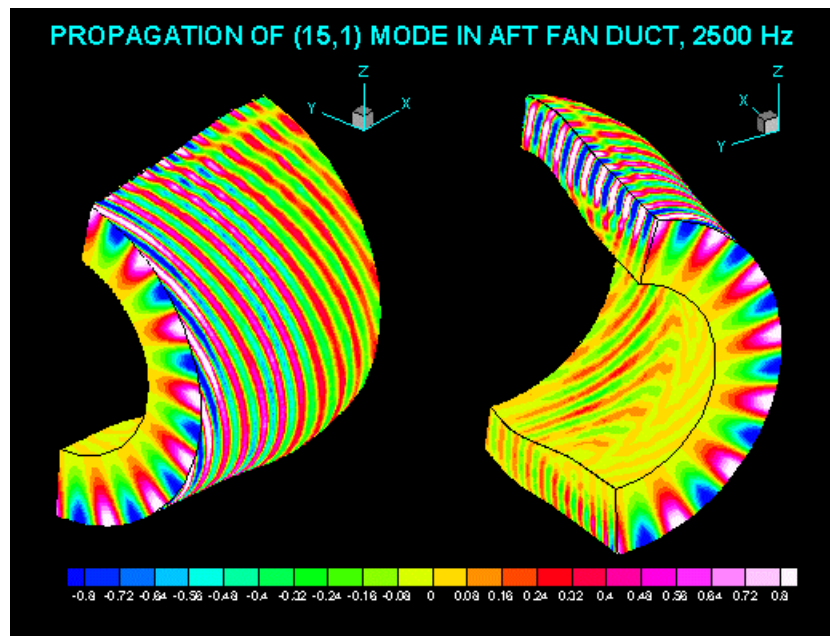 PROPAGATION OF (15,1) MODE IN AFT FAN DUCT, 2500 Hz
Z
Y
X
Z
X
Y
-0.8 -0.72 -0.64 -0.56 -0.48 -0.4 -0.32 -0.24 -0.16 -0.08 0 0.08 0.16 0.24 0.32 0.4 0.48 0.56 0.64 0.72 0.8